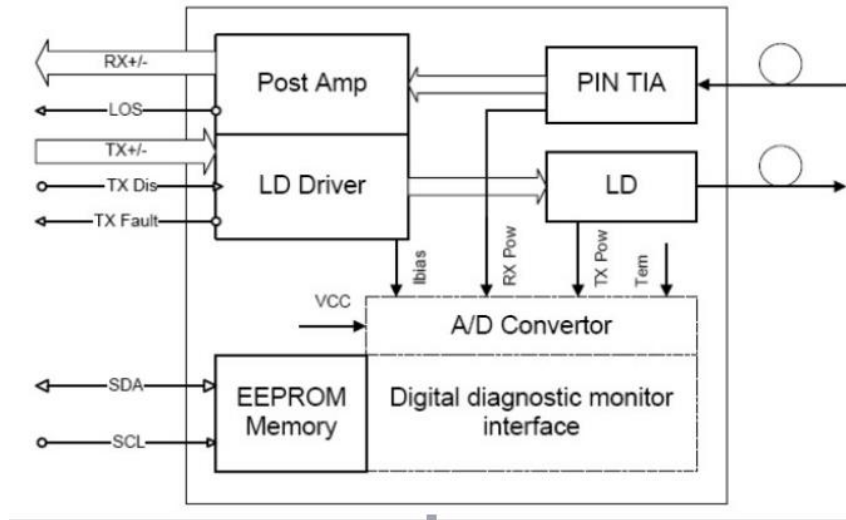 RX+/-
Post Amp
PIN TIA
LOS
TX+/-
TX Dis
LD Driver
LD
TX Fault
Ibias
RX Pow
TX Pow
Tem
VCC
A/D Convertor
SDA
EEPROM
Memory
Digital diagnostic monitor
interface
SCL